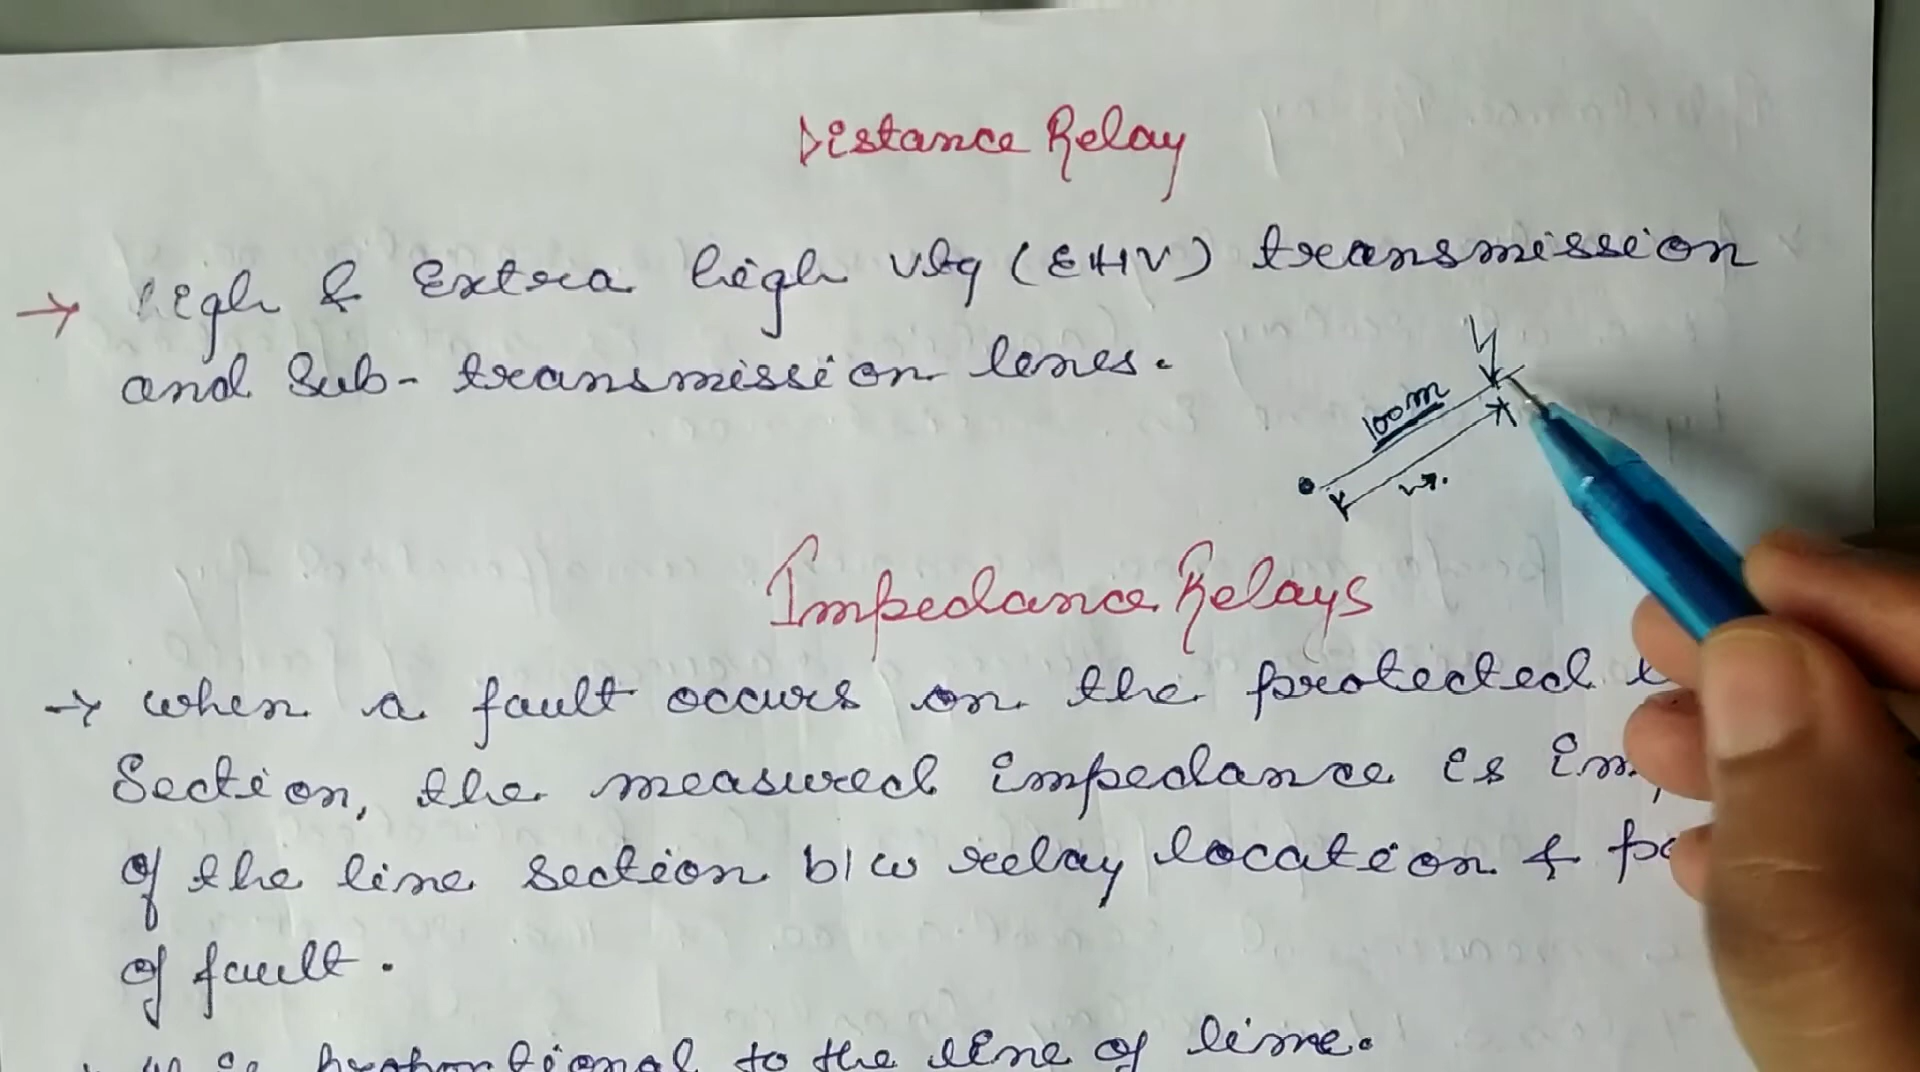 Distance Relay
→ high & Extra high vtg (EHV) transmission
and Sub-transmission lines.
100m
Impedance Relays
→ when a fault occurs on the protected
Section, the measured impedance is
of the line section b/w relay location &
of fault.
proportional to the line of line.